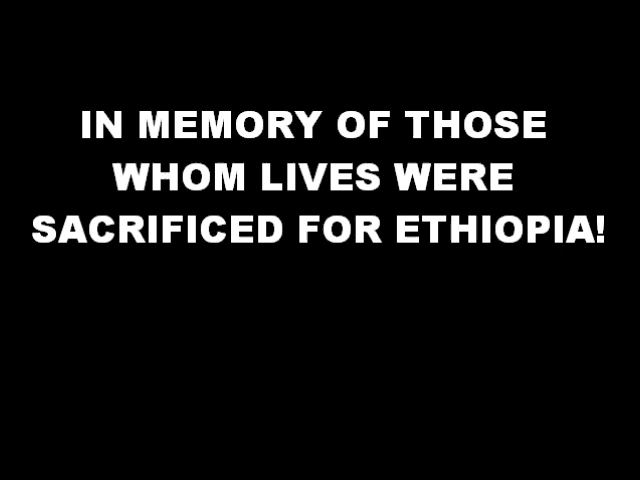 IN MEMORY OF THOSE
WHOM LIVES WERE
SACRIFICED FOR ETHIOPIA!